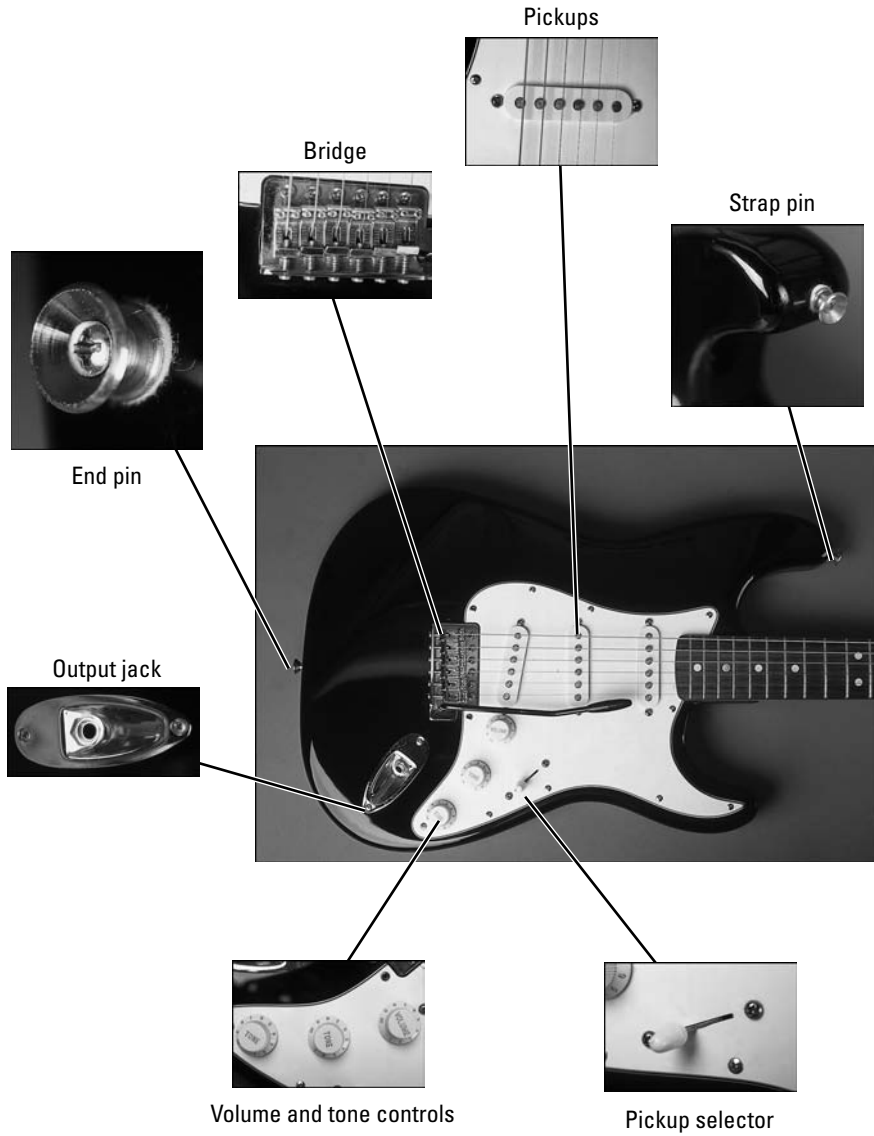 Pickups
Bridge
Strap pin
End pin
Output jack
TONE
TONE
VOLUME
Volume and tone controls
Pickup selector